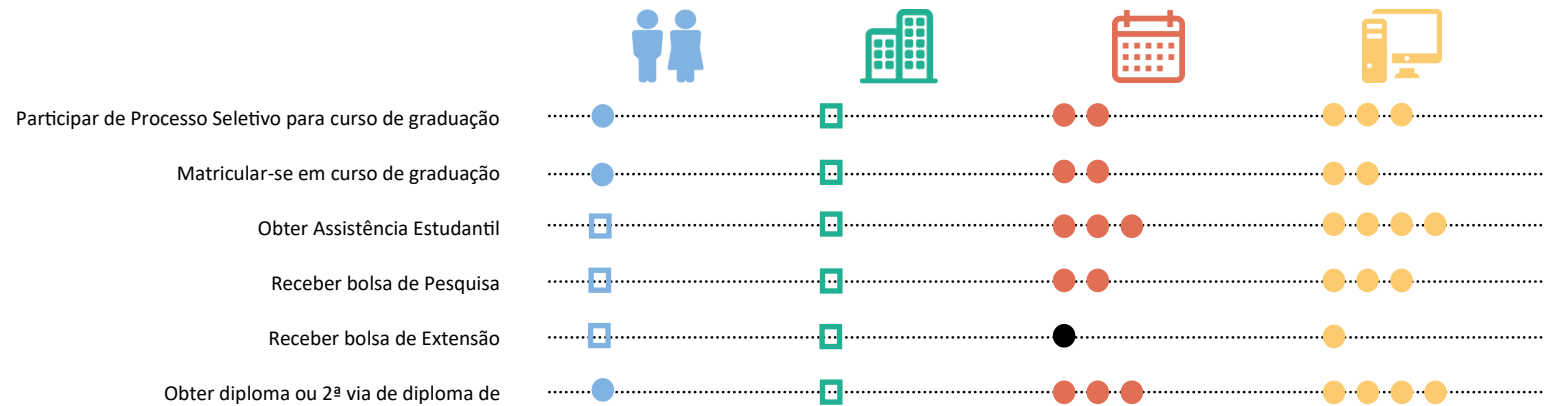 Participar de Processo Seletivo para curso de graduação
Matricular-se em curso de graduação
Obter Assistência Estudantil
Receber bolsa de Pesquisa
Receber bolsa de Extensão
Obter diploma ou 2ª via de diploma de